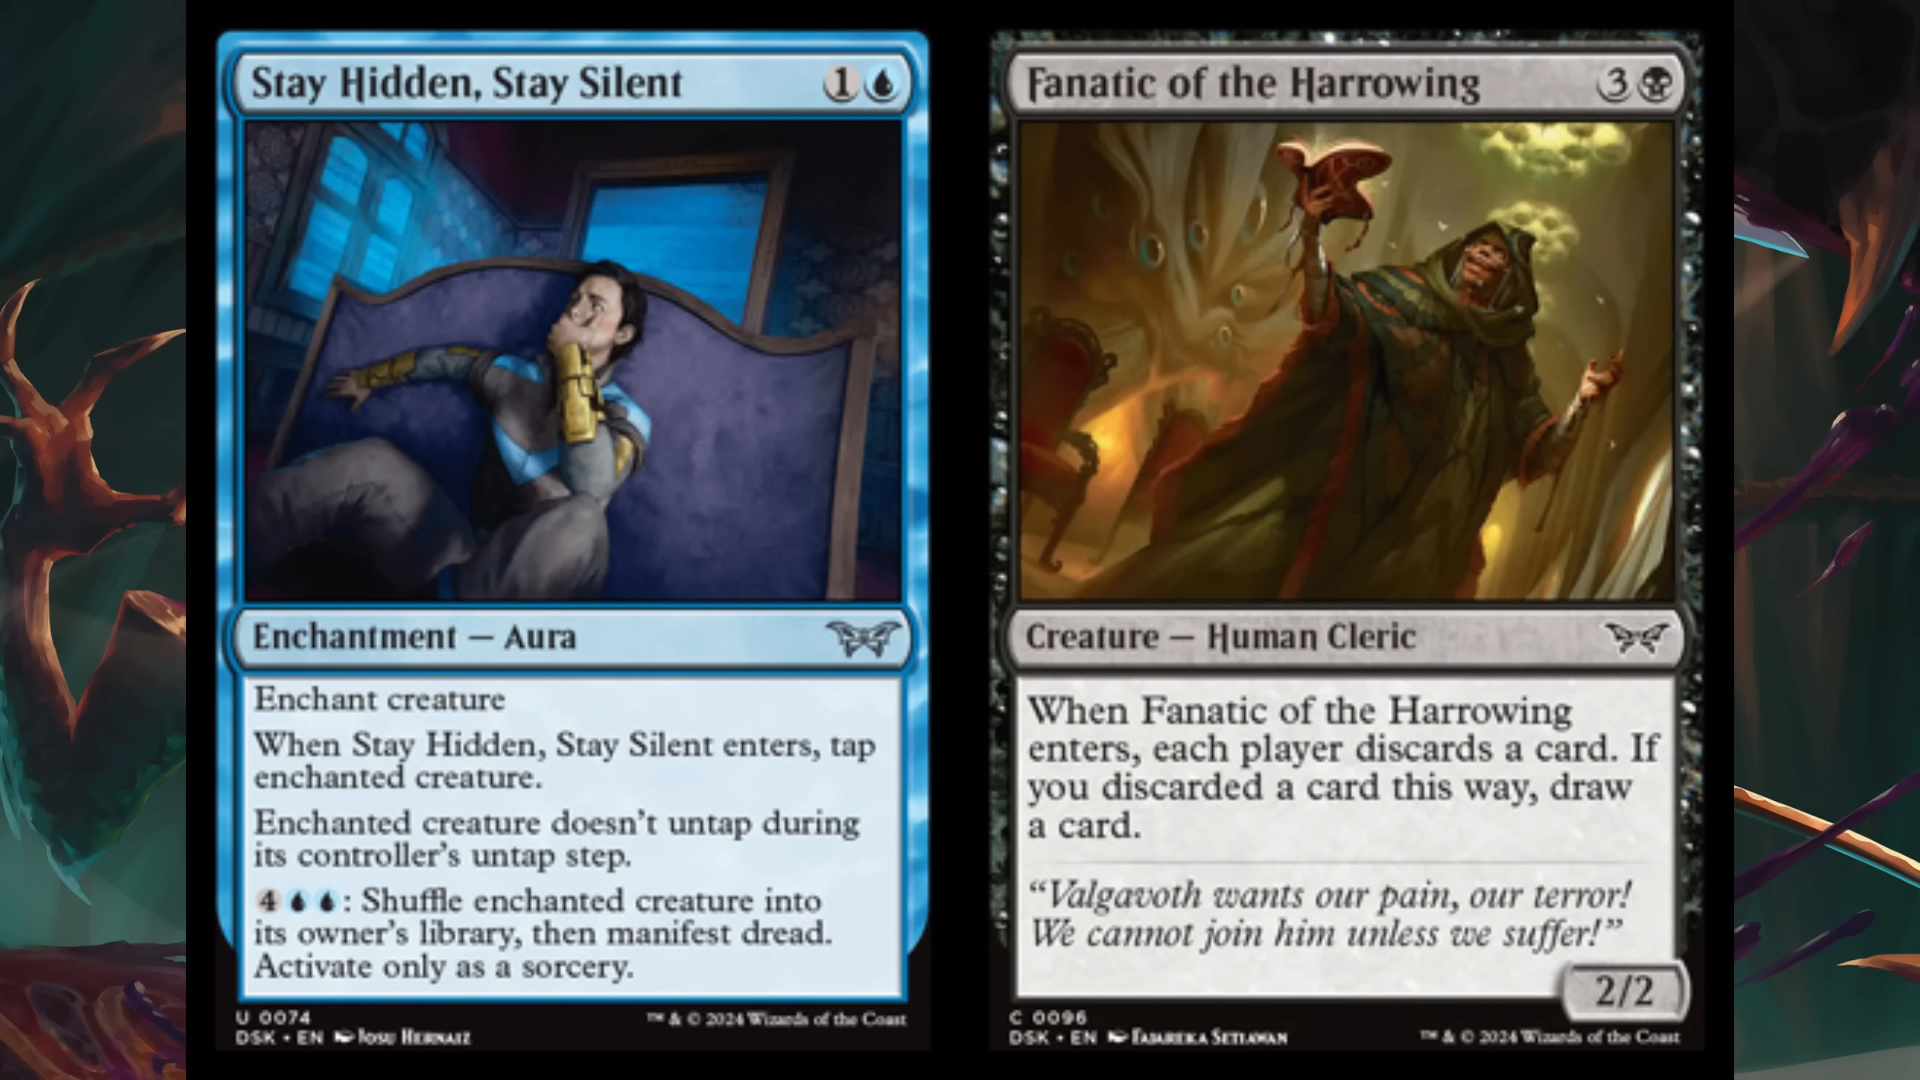 Stay Hidden, Stay Silent
1
Enchantment — Aura
Enchant creature
When Stay Hidden, Stay Silent enters, tap
enchanted creature.
Enchanted creature doesn't untap during
its controller's untap step.
4 : Shuffle enchanted creature into
its owner's library, then manifest dread.
Activate only as a sorcery.
U 0074
DSK • EN Iosu Hernaiz
™ & © 2024 Wizards of the Coast
Fanatic of the Harrowing
3
Creature — Human Cleric
When Fanatic of the Harrowing
enters, each player discards a card. If
you discarded a card this way, draw
a card.
“Valgavoth wants our pain, our terror!
We cannot join him unless we suffer!”
2/2
C 0096
DSK • EN Fajareka Setiawan
™ & © 2024 Wizards of the Coast